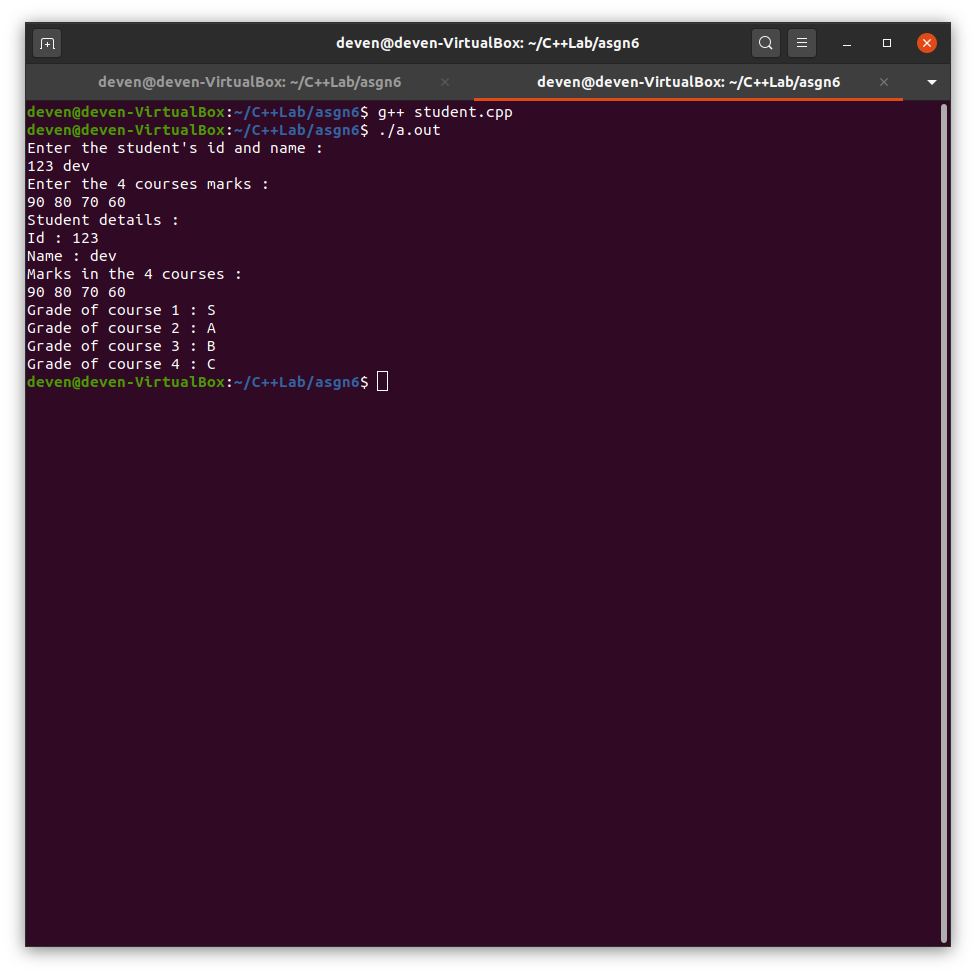 deven@deven-VirtualBox: ~/C++Lab/asgn6
deven@deven-VirtualBox: ~/C++Lab/asgn6
deven@deven-VirtualBox: ~/C++Lab/asgn6
deven@deven-VirtualBox:~/C++Lab/asgn6$ g++ student.cpp
deven@deven-VirtualBox:~/C++Lab/asgn6$ ./a.out
Enter the student's id and name :
123 dev
Enter the 4 courses marks :
90 80 70 60
Student details :
Id : 123
Name : dev
Marks in the 4 courses :
90 80 70 60
Grade of course 1 : S
Grade of course 2 : A
Grade of course 3 : B
Grade of course 4 : C
deven@deven-VirtualBox:~/C++Lab/asgn6$